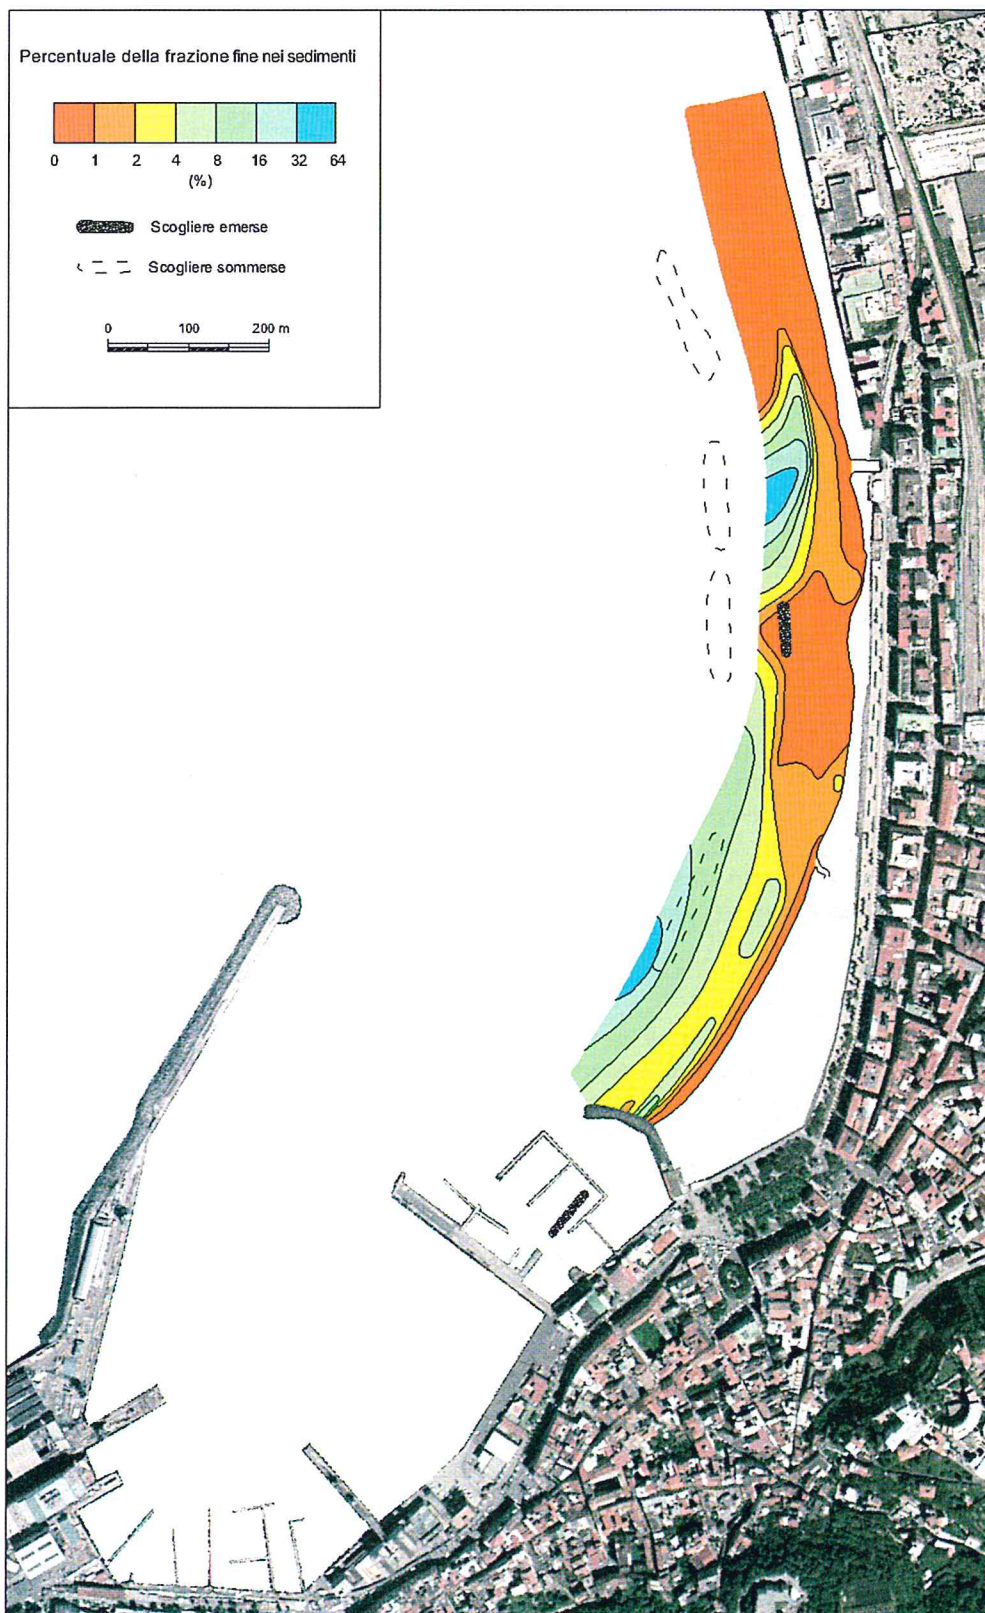 Percentuale della frazione fine nei sedimenti
0 1 2 4 8 16 32 64
(%)
Scogliere emerse
Scogliere sommerse
0 100 200 m